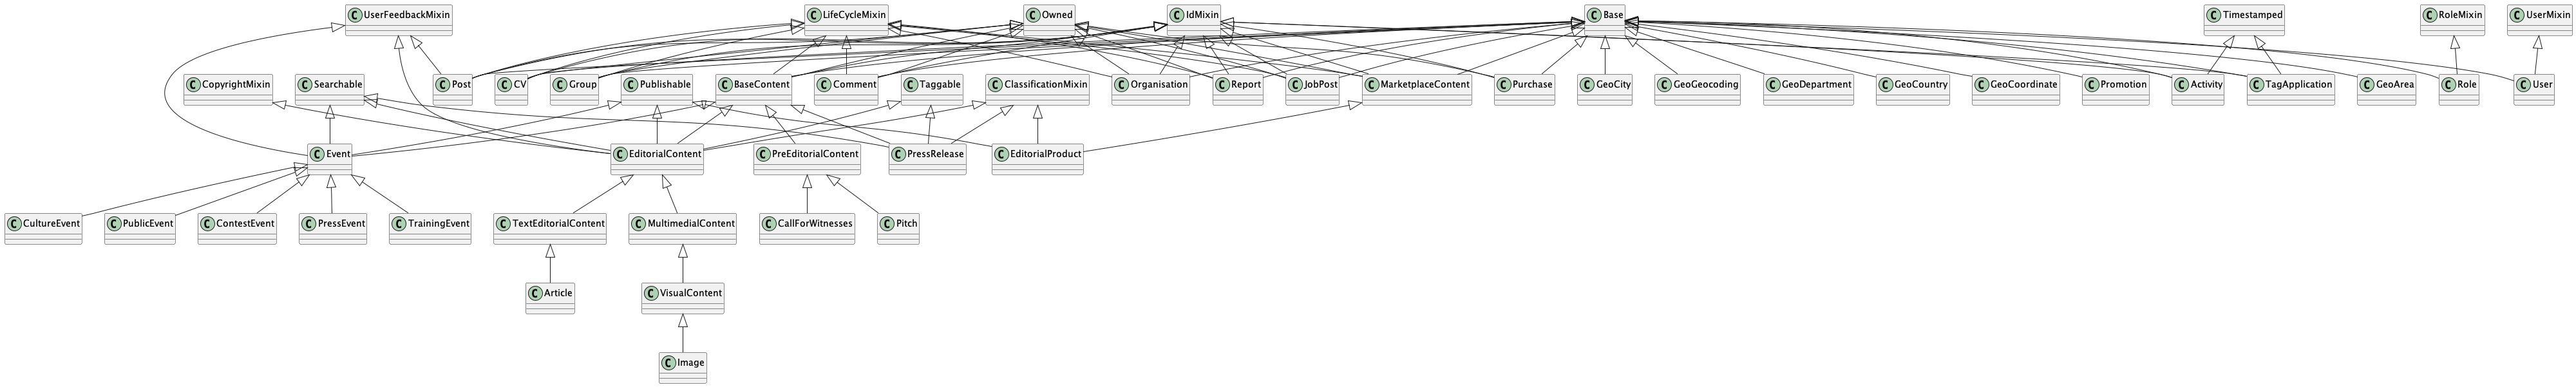 C UserFeedbackMixin
C LifeCycleMixin
C Owned
C IdMixin
C Base
C Timestamped
C RoleMixin
C UserMixin
C CopyrightMixin
C Searchable
C Post
C CV
C Group
C Publishable
C BaseContent
C Comment
C Taggable
C ClassificationMixin
C Organisation
C Report
C JobPost
C MarketplaceContent
C Purchase
C GeoCity
C GeoGeocoding
C GeoDepartment
C GeoCountry
C GeoCoordinate
C Promotion
C Activity
C TagApplication
C GeoArea
C Role
C User
C Event
C EditorialContent
C PreEditorialContent
C PressRelease
C EditorialProduct
C CultureEvent
C PublicEvent
C ContestEvent
C PressEvent
C TrainingEvent
C TextEditorialContent
C MultimedialContent
C CallForWitnesses
C Pitch
C Article
C VisualContent
C Image